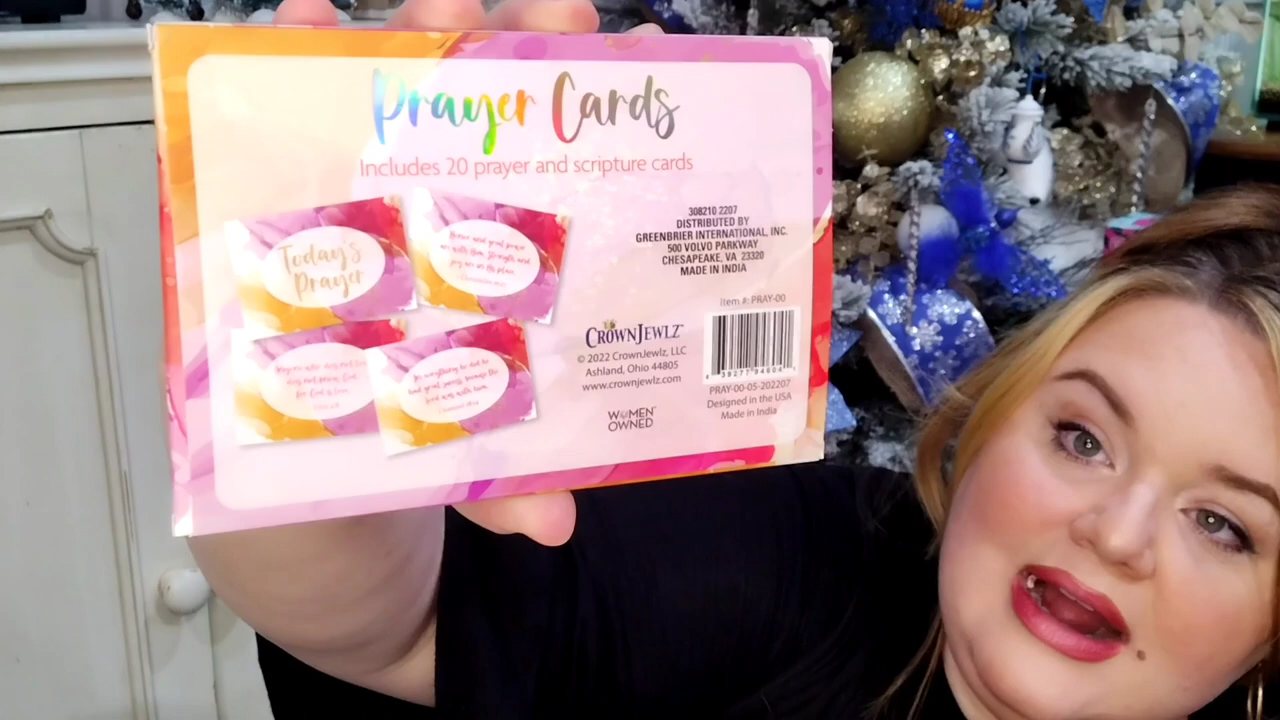 Prayer Cards
Includes 20 prayer and scripture cards
Today's
Prayer
308210 2207
DISTRIBUTED BY
GREENBRIER INTERNATIONAL, INC.
500 VOLVO PARKWAY
CHESAPEAKE, VA 23320
MADE IN INDIA
Item #: PRAY-00
CROWNJEWLZ
© 2022 CrownJewlz, LLC
Ashland, Ohio 44805
www.crownjewlz.com
WOMEN
OWNED
PRAY-00-05-202207
Designed in the USA
Made in India